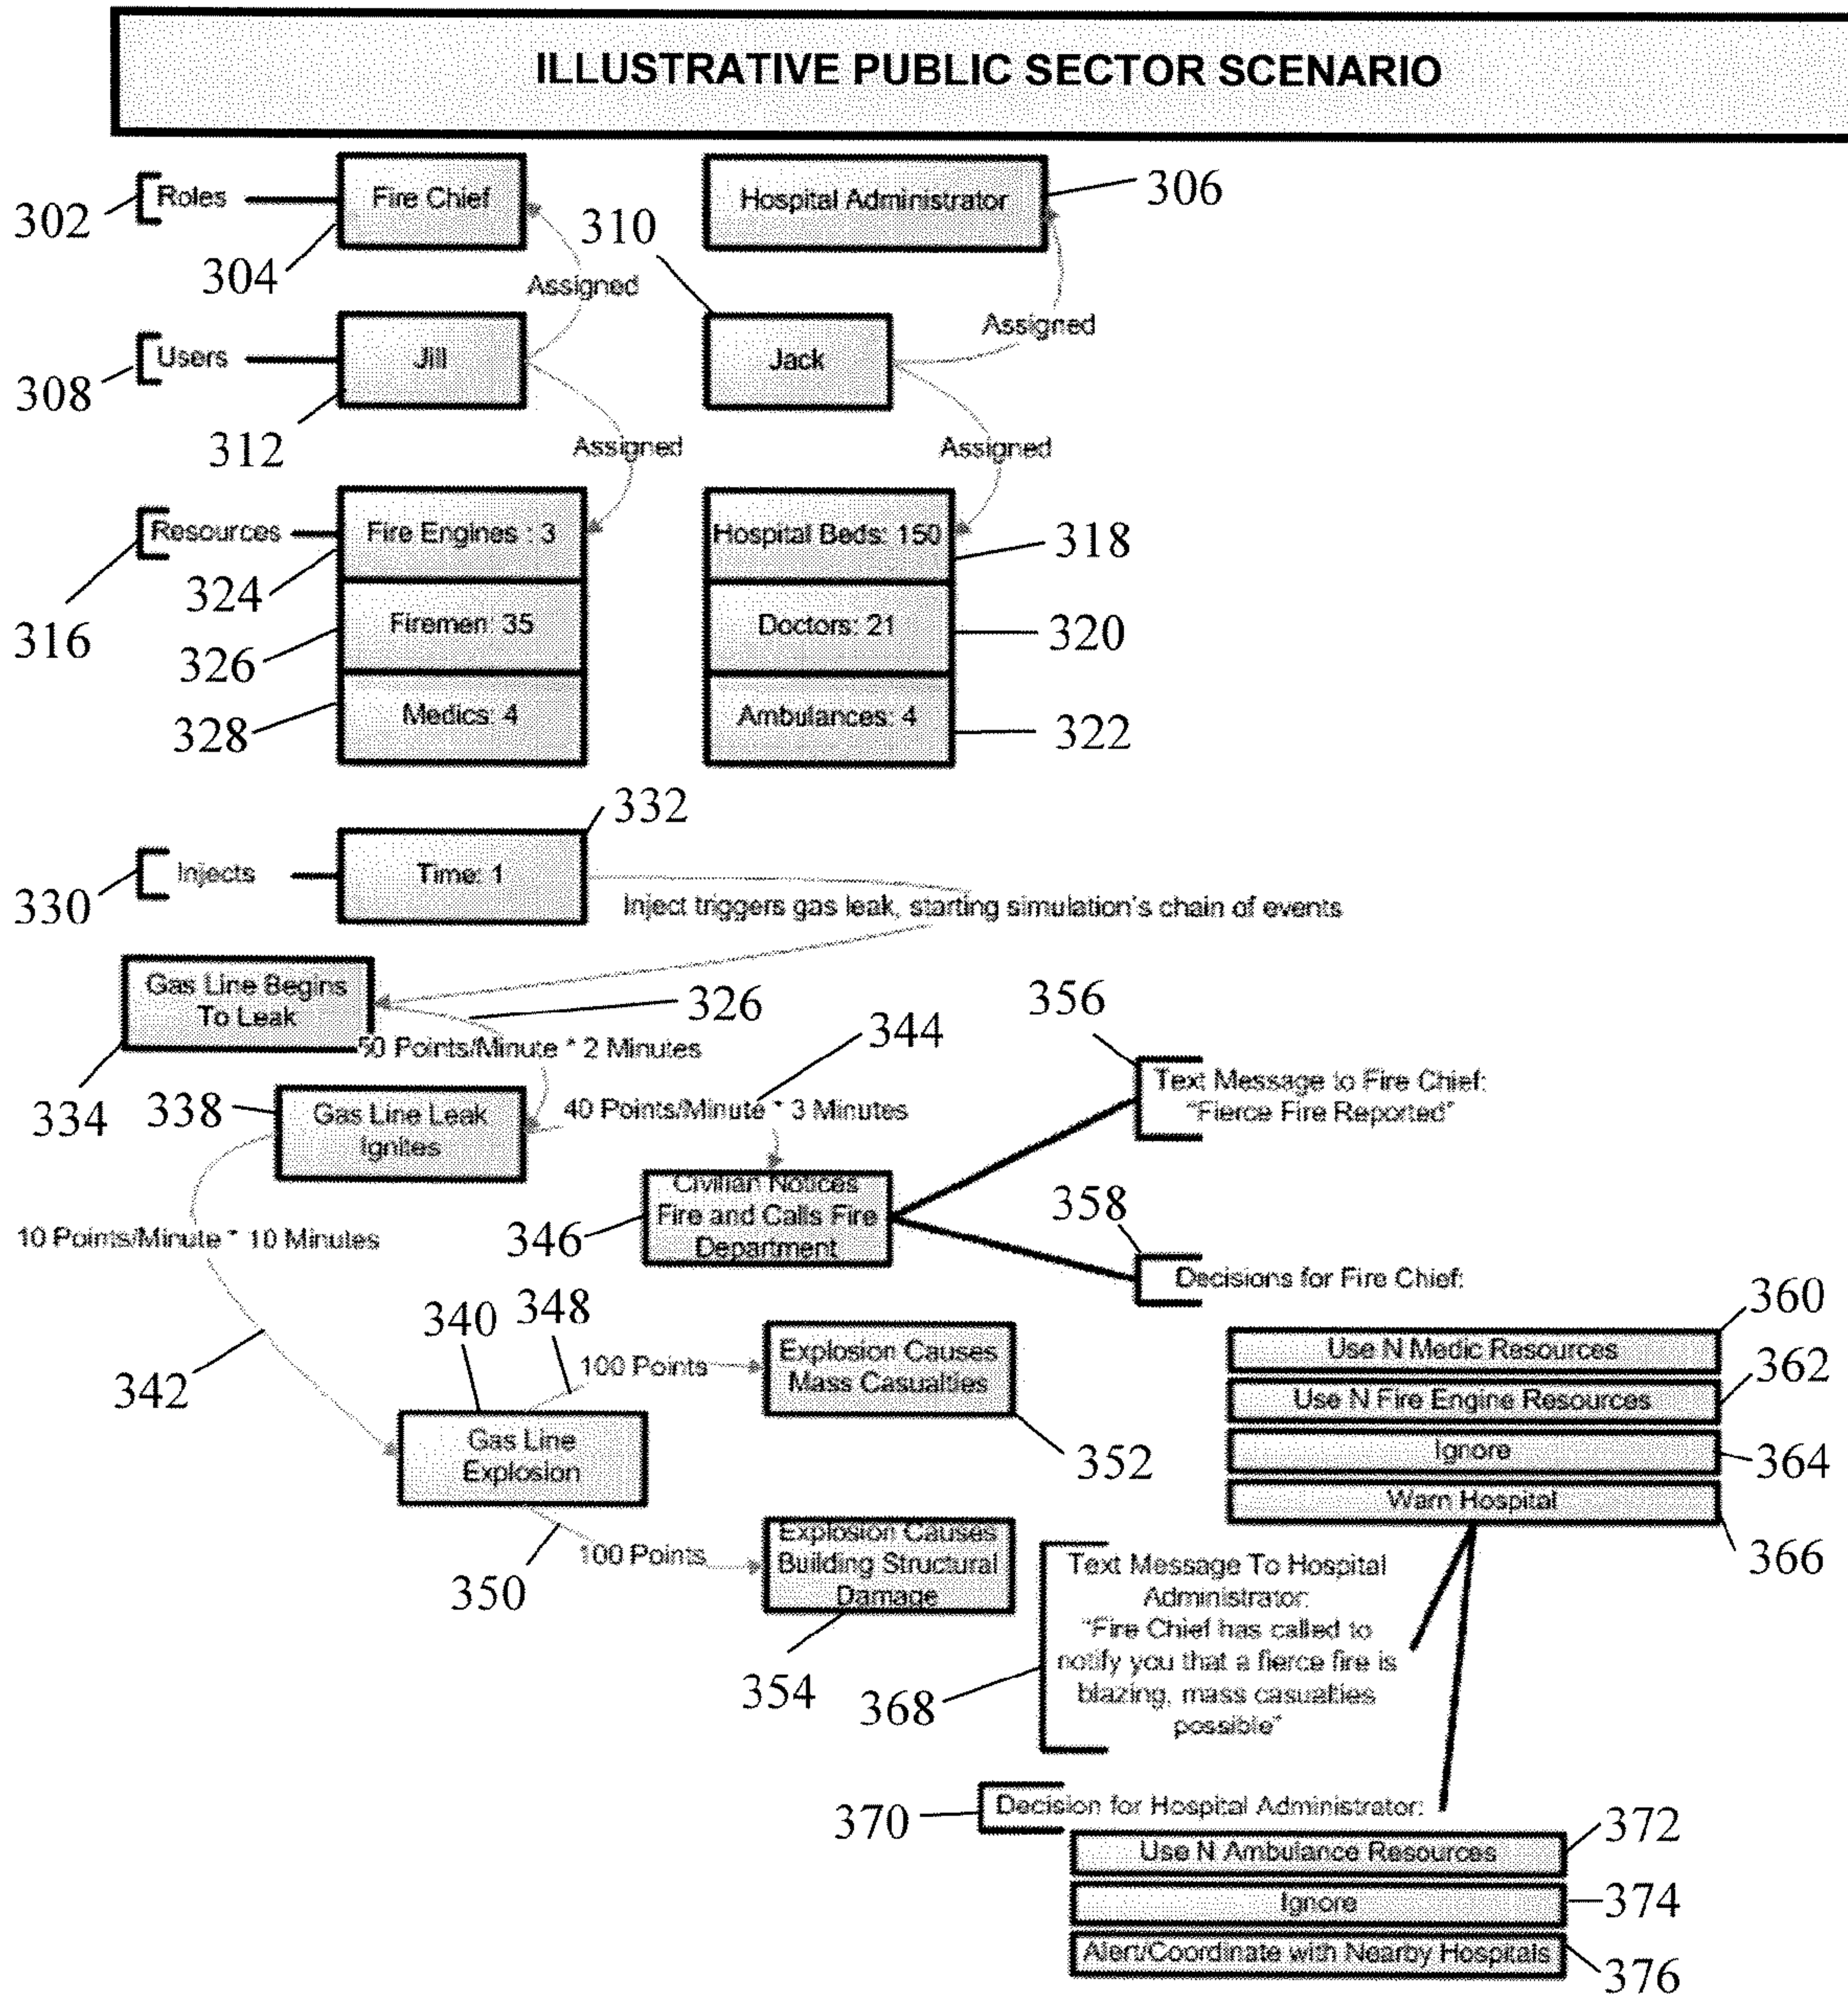 ILLUSTRATIVE PUBLIC SECTOR SCENARIO
302
Roles
Fire Chief
304
Hospital Administrator
306
Assigned
310
Assigned
308
Users
Jill
312
Jack
Assigned
Assigned
316
Resources
Fire Engines : 3
324
Hospital Beds: 150
318
Firemen: 35
326
Doctors: 21
320
Medics: 4
328
Ambulances: 4
322
330
Injects
Time: 1
332
Inject triggers gas leak, starting simulation's chain of events
Gas Line Begins
To Leak
334
326
50 Points/Minute * 2 Minutes
344
338
Gas Line Leak
Ignites
40 Points/Minute * 3 Minutes
356
Text Message to Fire Chief:
"Fierce Fire Reported"
346
Civilian Notices
Fire and Calls Fire
Department
358
Decisions for Fire Chief:
10 Points/Minute * 10 Minutes
342
340
348
100 Points
Explosion Causes
Mass Casualties
352
Gas Line
Explosion
350
100 Points
Explosion Causes
Building Structural
Damage
354
360
Use N Medic Resources
362
Use N Fire Engine Resources
Ignore
364
Warn Hospital
366
368
Text Message To Hospital
Administrator:
"Fire Chief has called to
notify you that a fierce fire is
blazing, mass casualties
possible"
370
Decision for Hospital Administrator:
372
Use N Ambulance Resources
Ignore
374
Alert/Coordinate with Nearby Hospitals
376